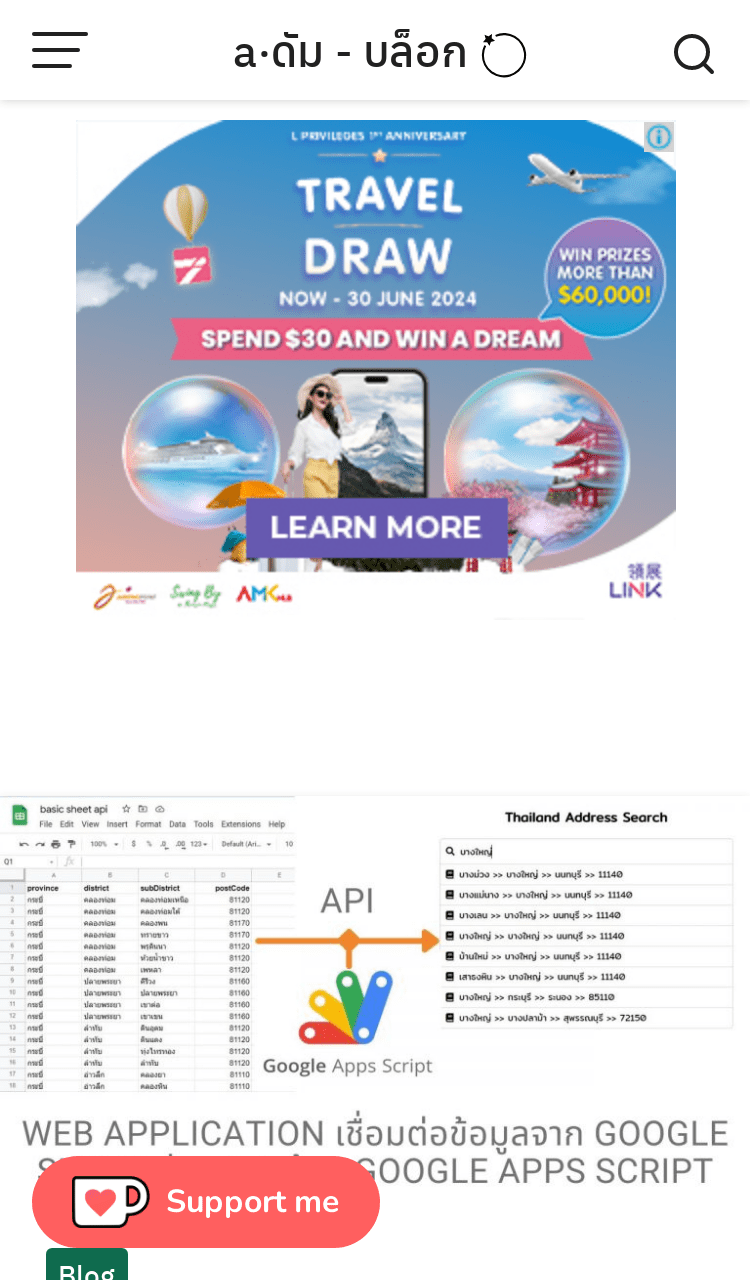 a·ดัม - บล็อก
L PRIVILEGES 1ST ANNIVERSARY
TRAVEL
DRAW
NOW - 30 JUNE 2024
WIN PRIZES
MORE THAN
$60,000!
SPEND $30 AND WIN A DREAM
LEARN MORE
Swing By
AMK HUB
領展
LINK
basic sheet api
File Edit View Insert Format Data Tools Extensions Help
100% $ % .0 .00 123 Default (Ari... 10
Q1 fx
A B C D E
1 province district subDistrict postCode
2 กระบี่ คลองท่อม คลองท่อมเหนือ 81120
3 กระบี่ คลองท่อม คลองท่อมใต้ 81120
4 กระบี่ คลองท่อม คลองพน 81170
5 กระบี่ คลองท่อม ทรายขาว 81170
6 กระบี่ คลองท่อม พรุดินนา 81120
7 กระบี่ คลองท่อม ห้วยน้ำขาว 81120
8 กระบี่ คลองท่อม เพหลา 81120
9 กระบี่ ปลายพระยา คีรีวง 81160
10 กระบี่ ปลายพระยา ปลายพระยา 81160
11 กระบี่ ปลายพระยา เขาต่อ 81160
12 กระบี่ ปลายพระยา เขาเขน 81160
13 กระบี่ ลำทับ ดินอุดม 81120
14 กระบี่ ลำทับ ดินแดง 81120
15 กระบี่ ลำทับ ทุ่งไทรทอง 81120
16 กระบี่ ลำทับ ลำทับ 81120
17 กระบี่ อ่าวลึก คลองยา 81110
18 กระบี่ อ่าวลึก คลองหิน 81110
API
Google Apps Script
Thailand Address Search
บางใหญ่
บางม่วง >> บางใหญ่ >> นนทบุรี >> 11140
บางแม่นาง >> บางใหญ่ >> นนทบุรี >> 11140
บางเลน >> บางใหญ่ >> นนทบุรี >> 11140
บางใหญ่ >> บางใหญ่ >> นนทบุรี >> 11140
บ้านใหม่ >> บางใหญ่ >> นนทบุรี >> 11140
เสาธงหิน >> บางใหญ่ >> นนทบุรี >> 11140
บางใหญ่ >> กระบุรี >> ระนอง >> 85110
บางใหญ่ >> บางปลาม้า >> สุพรรณบุรี >> 72150
WEB APPLICATION เชื่อมต่อข้อมูลจาก GOOGLE
GOOGLE APPS SCRIPT
Support me
Blog